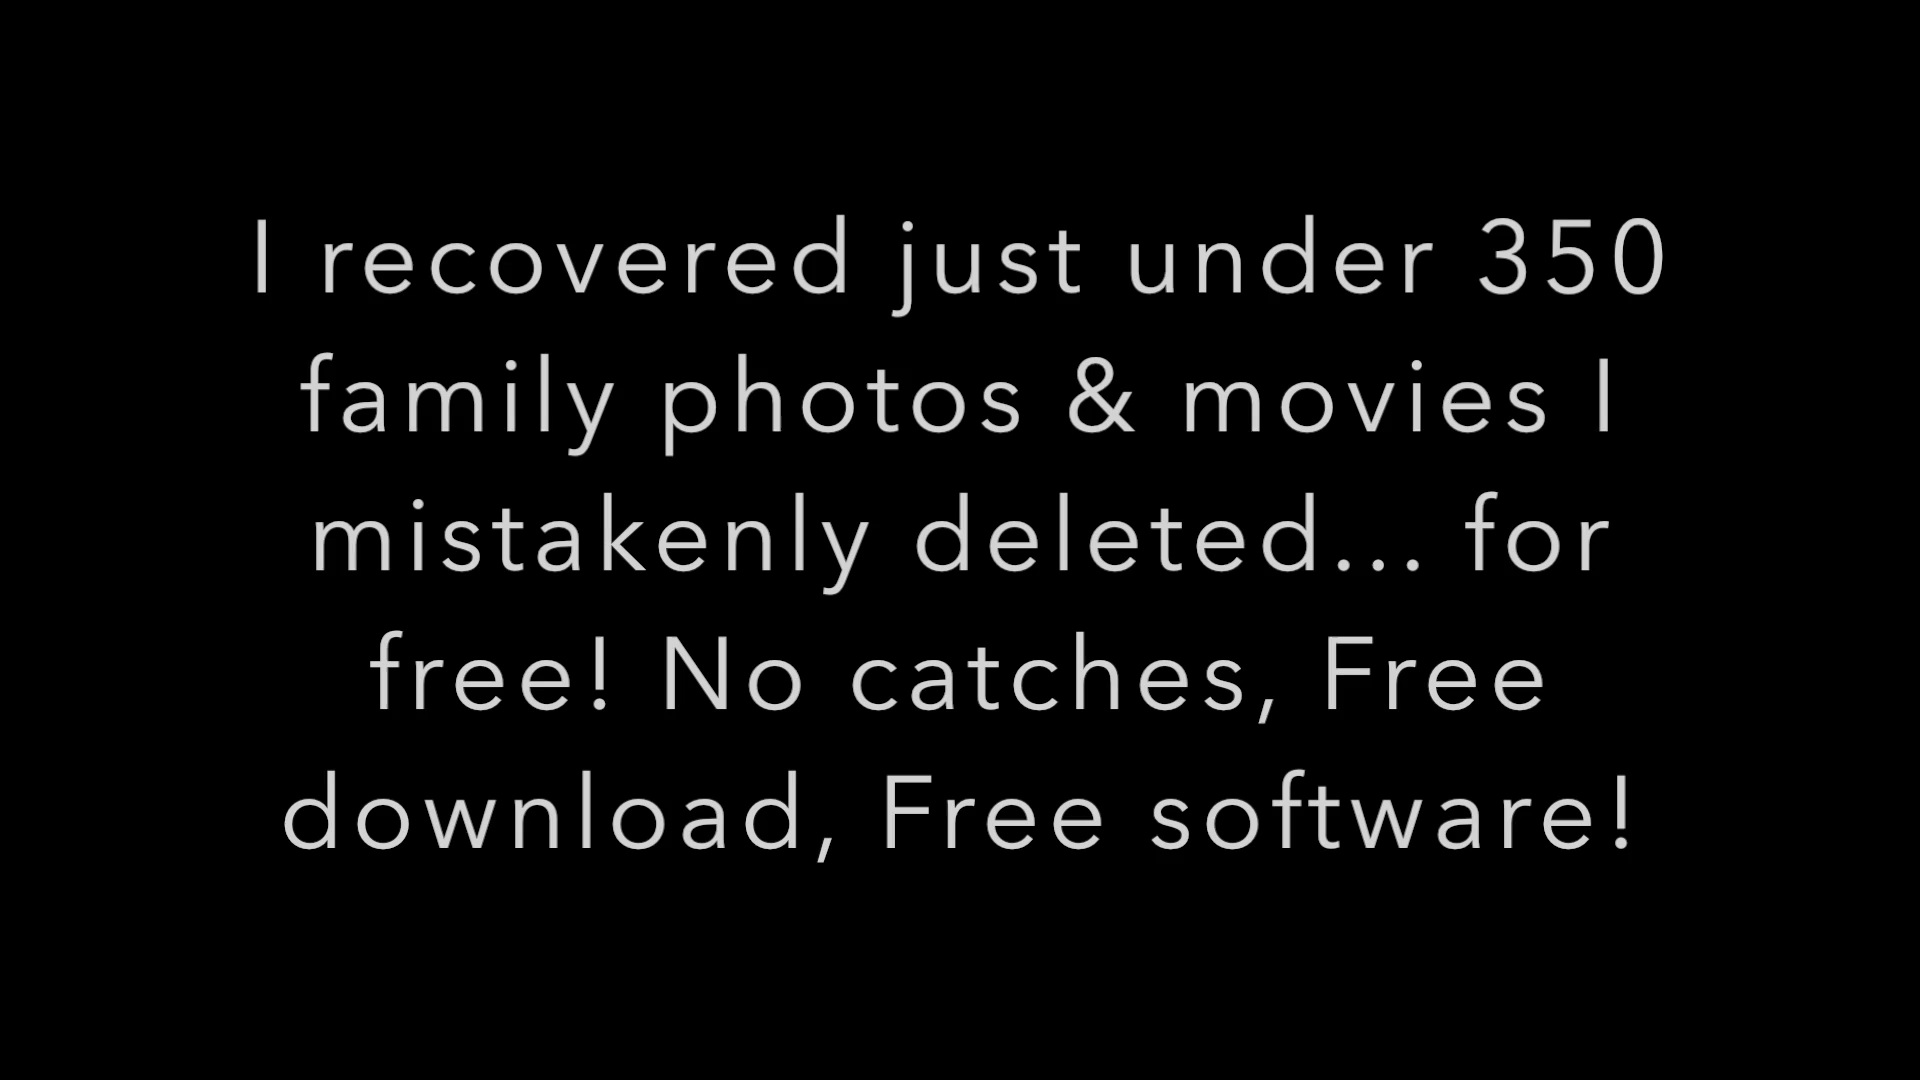 I recovered just under 350
family photos & movies I
mistakenly deleted... for
free! No catches, Free
download, Free software!